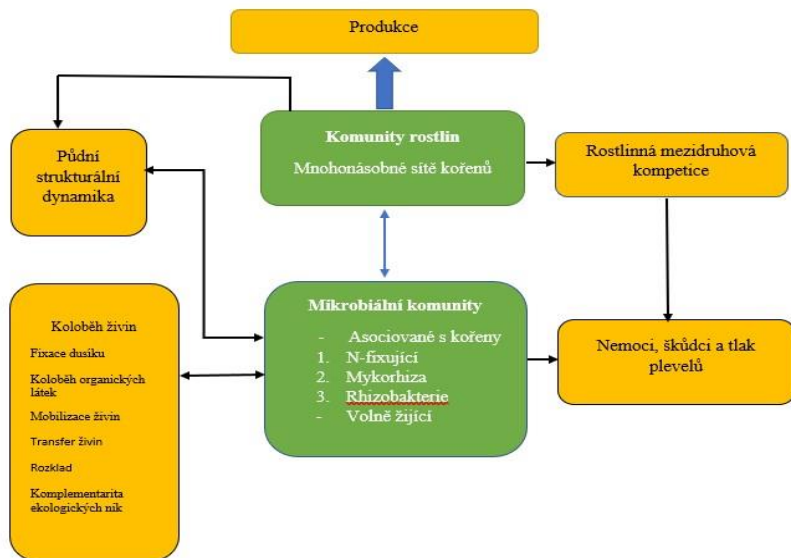 Produkce
Komunity rostlin
Mnohonásobné sítě kořenů
Půdní
strukturální
dynamika
Rostlinná mezidruhová
kompetice
Mikrobiální komunity
- Asociované s kořeny
1. N-fixující
2. Mykorhiza
3. Rhizobakterie
- Volně žijící
Nemoci, škůdci a tlak
plevelů
Koloběh živin
Fixace dusíku
Koloběh organických
látek
Mobilizace živin
Transfer živin
Rozklad
Komplementarita
ekologických nik